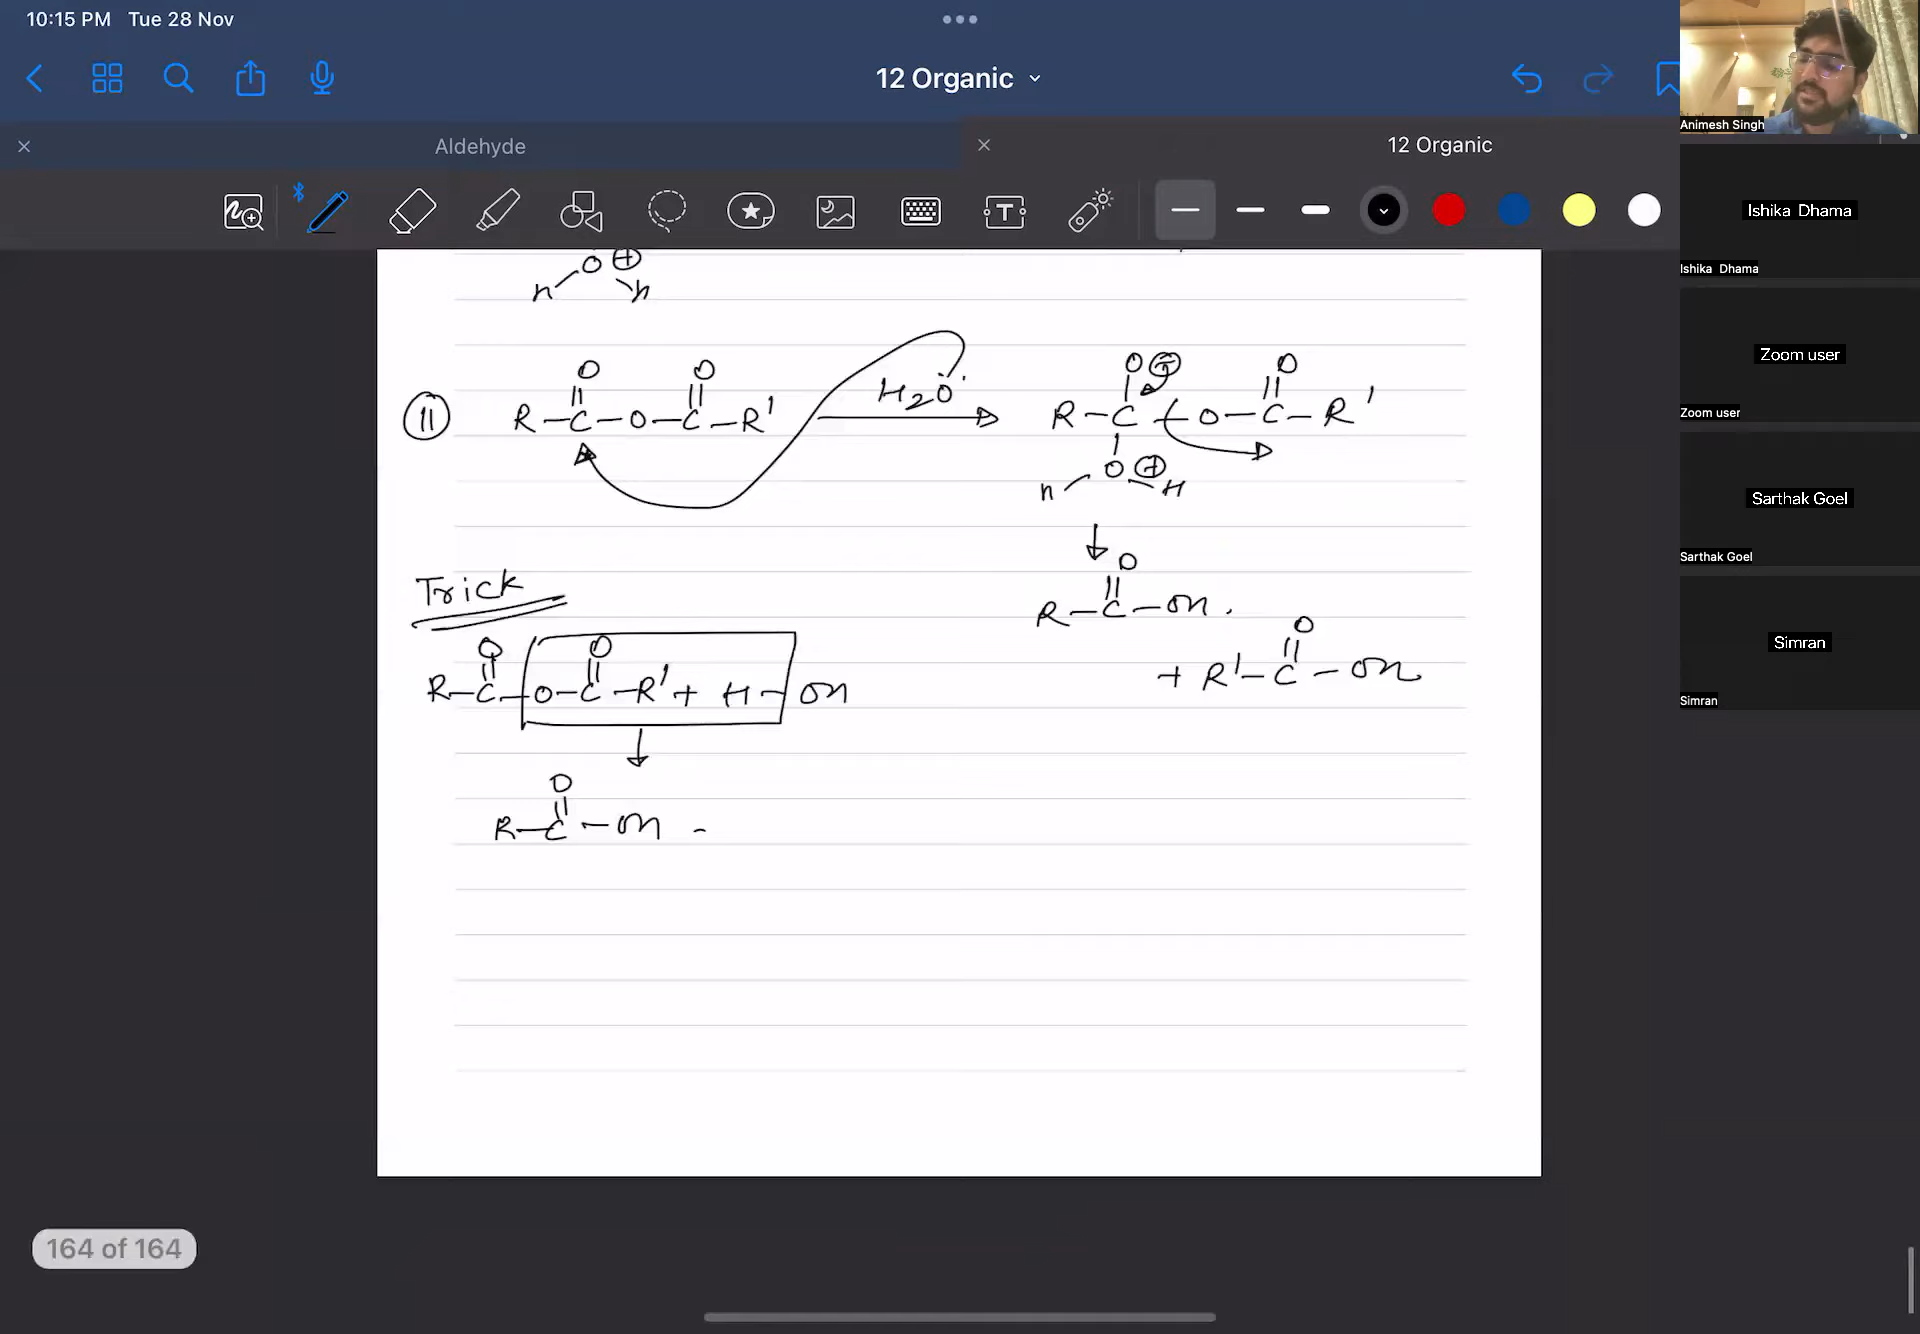 10:15 PM Tue 28 Nov
12 Organic
Aldehyde
12 Organic
T
O ⊕
H H
II
O O
R-C-O-C-R'
H2O
O ⊖ O
R-C-O-C-R'
O ⊕
H H
O
R-C-OH.
O
+ R'-C-OH
Trick
O O
R-C-O-C-R' + H-OH
O
R-C-OH -
164 of 164
Animesh Singh
Ishika Dhama
Ishika Dhama
Zoom user
Zoom user
Sarthak Goel
Sarthak Goel
Simran
Simran